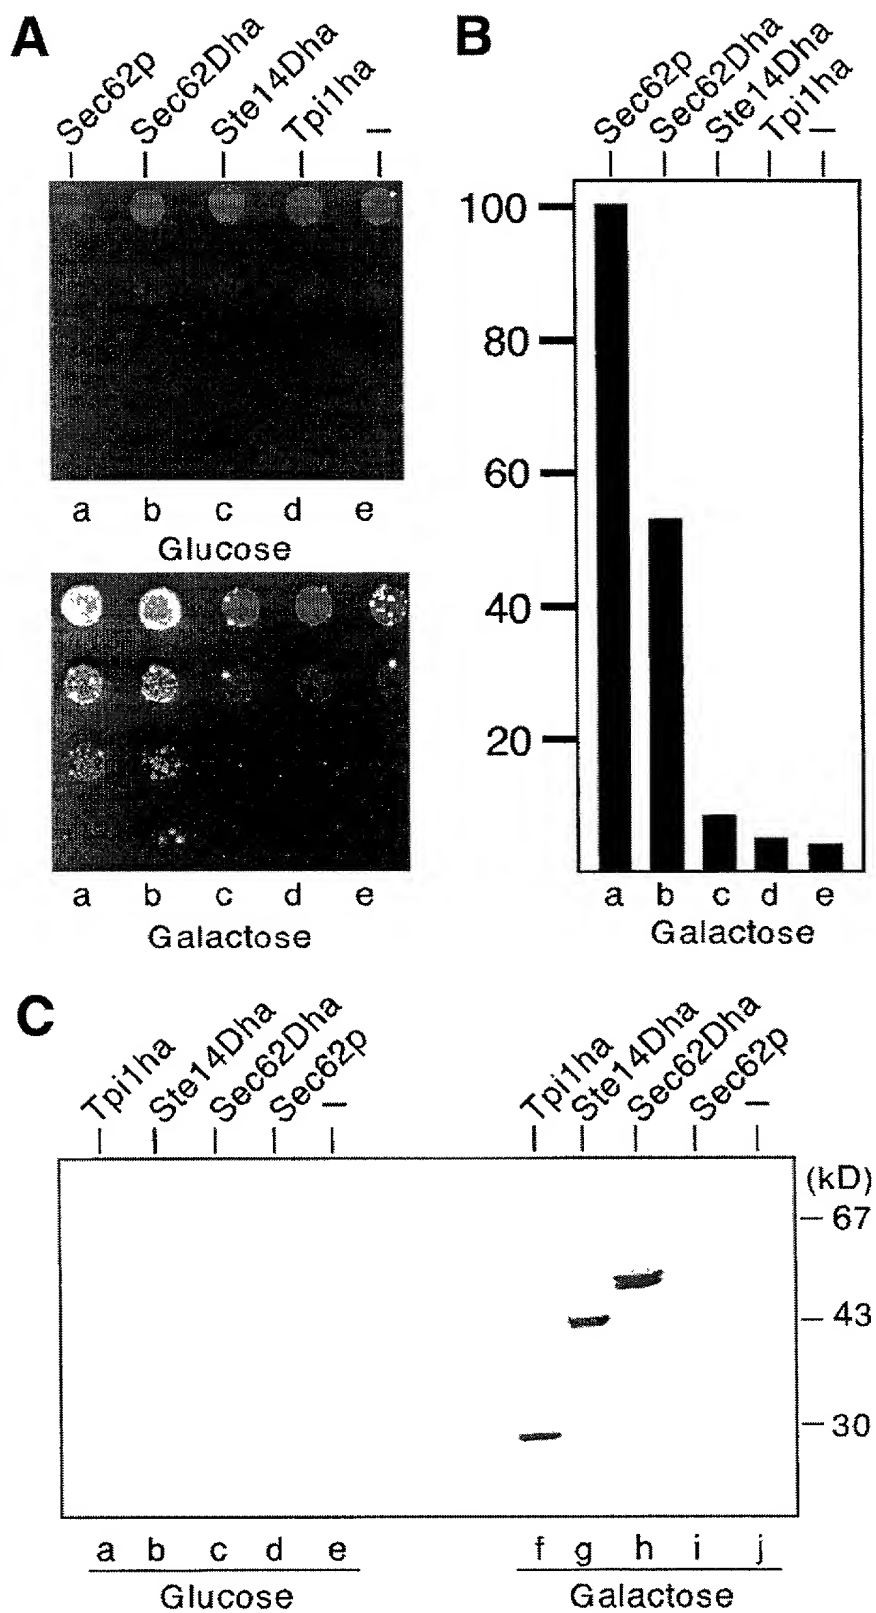 A
Sec62p
Sec62Dha
Ste14Dha
Tpi1ha
–
a b c d e
Glucose
a b c d e
Galactose
B
Sec62p
Sec62Dha
Ste14Dha
Tpi1ha
–
100
80
60
40
20
a b c d e
Galactose
C
Tpi1ha
Ste14Dha
Sec62Dha
Sec62p
–
Tpi1ha
Ste14Dha
Sec62Dha
Sec62p
–
(kD)
– 67
– 43
– 30
a b c d e
Glucose
f g h i j
Galactose